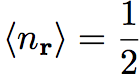 ⟨n_𝐫⟩ = 1/2